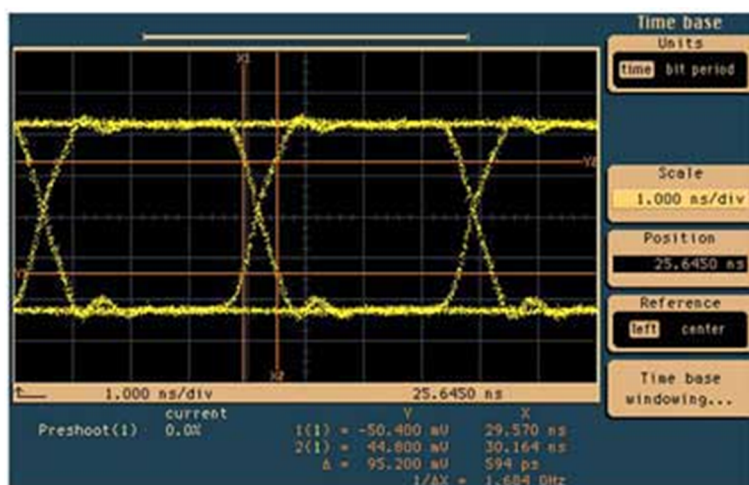 Time base
Units
time bit period
Scale
1.000 ns/div
Position
25.6450 ns
Reference
left center
Time base
windowing...
X1
Y2
Y1
X2
1.000 ns/div 25.6450 ns
current Y X
Preshoot(1) 0.0% 1(1) = -50.400 mV 29.570 ns
2(1) = 44.800 mV 30.164 ns
Δ = 95.200 mV 594 ps
1/ΔX = 1.684 GHz